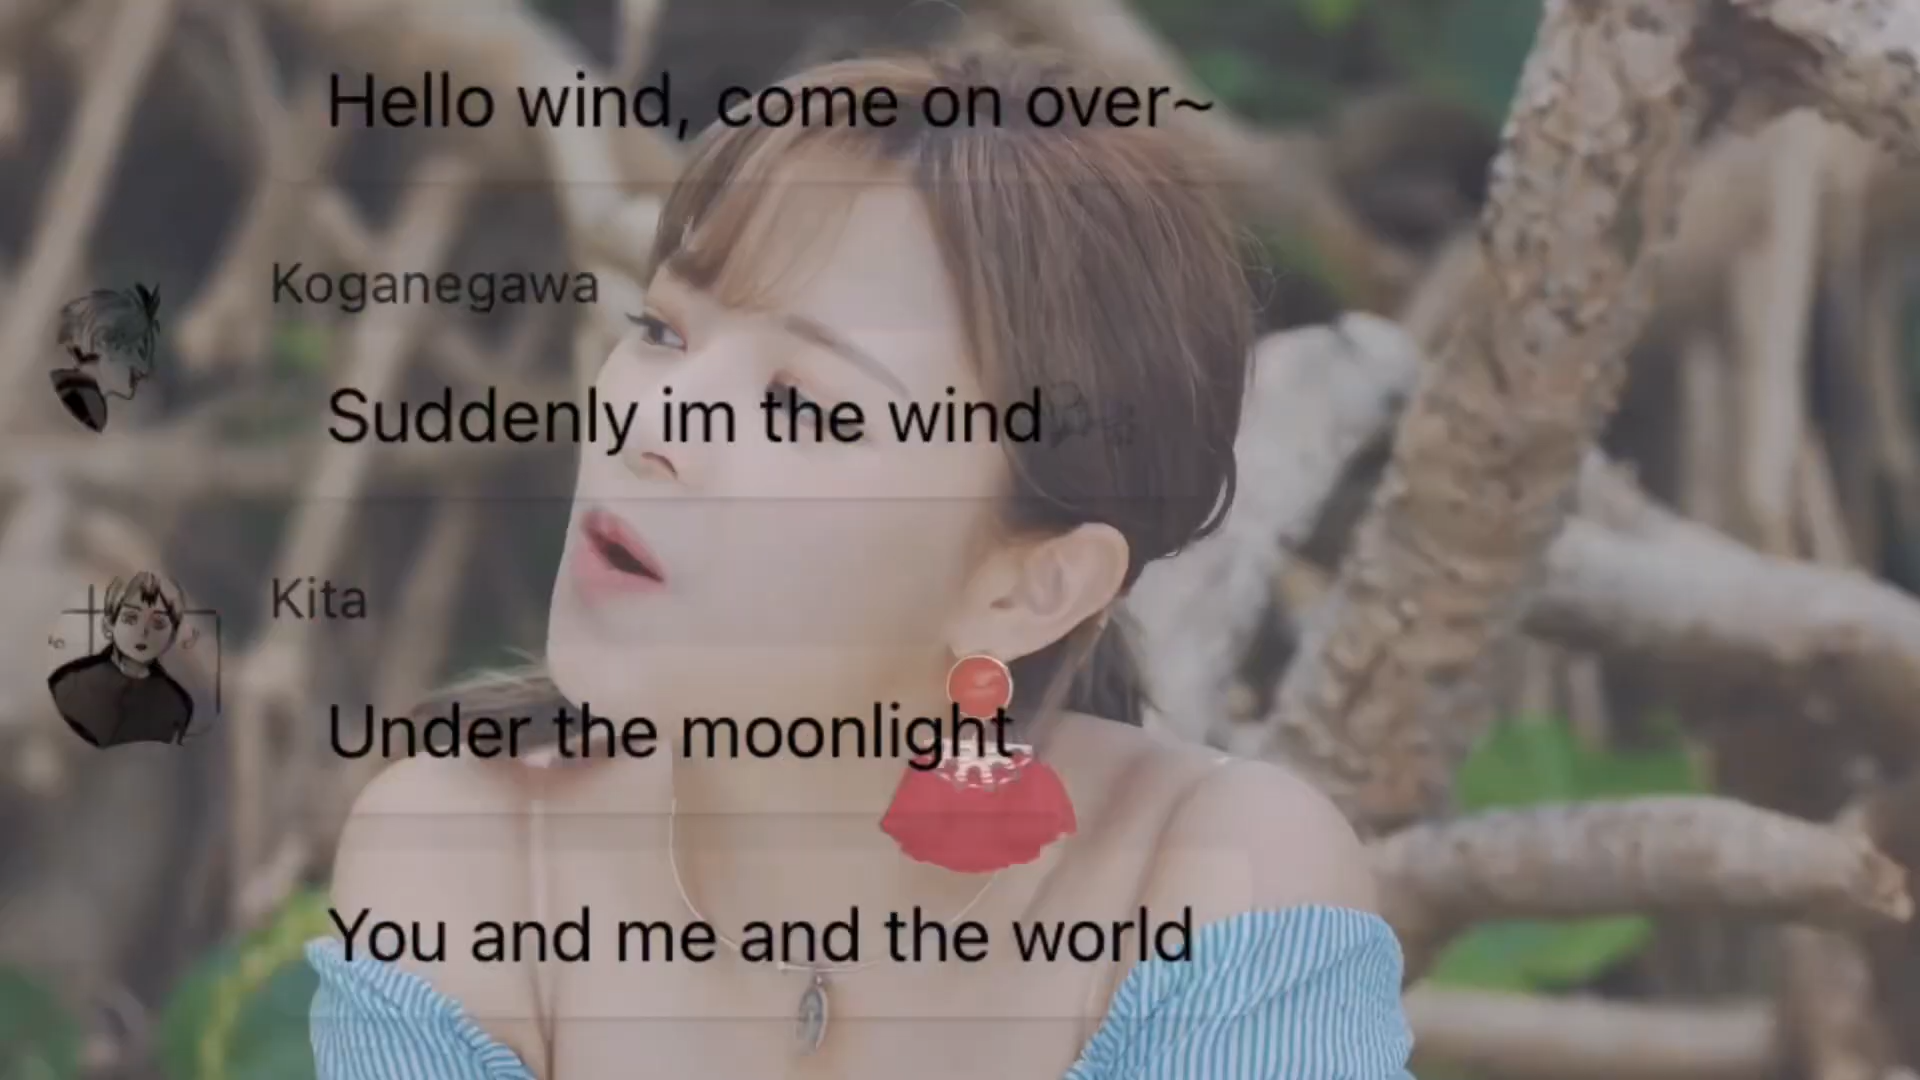 Hello wind, come on over~
Koganegawa
Suddenly im the wind
Kita
Under the moonlight
You and me and the world